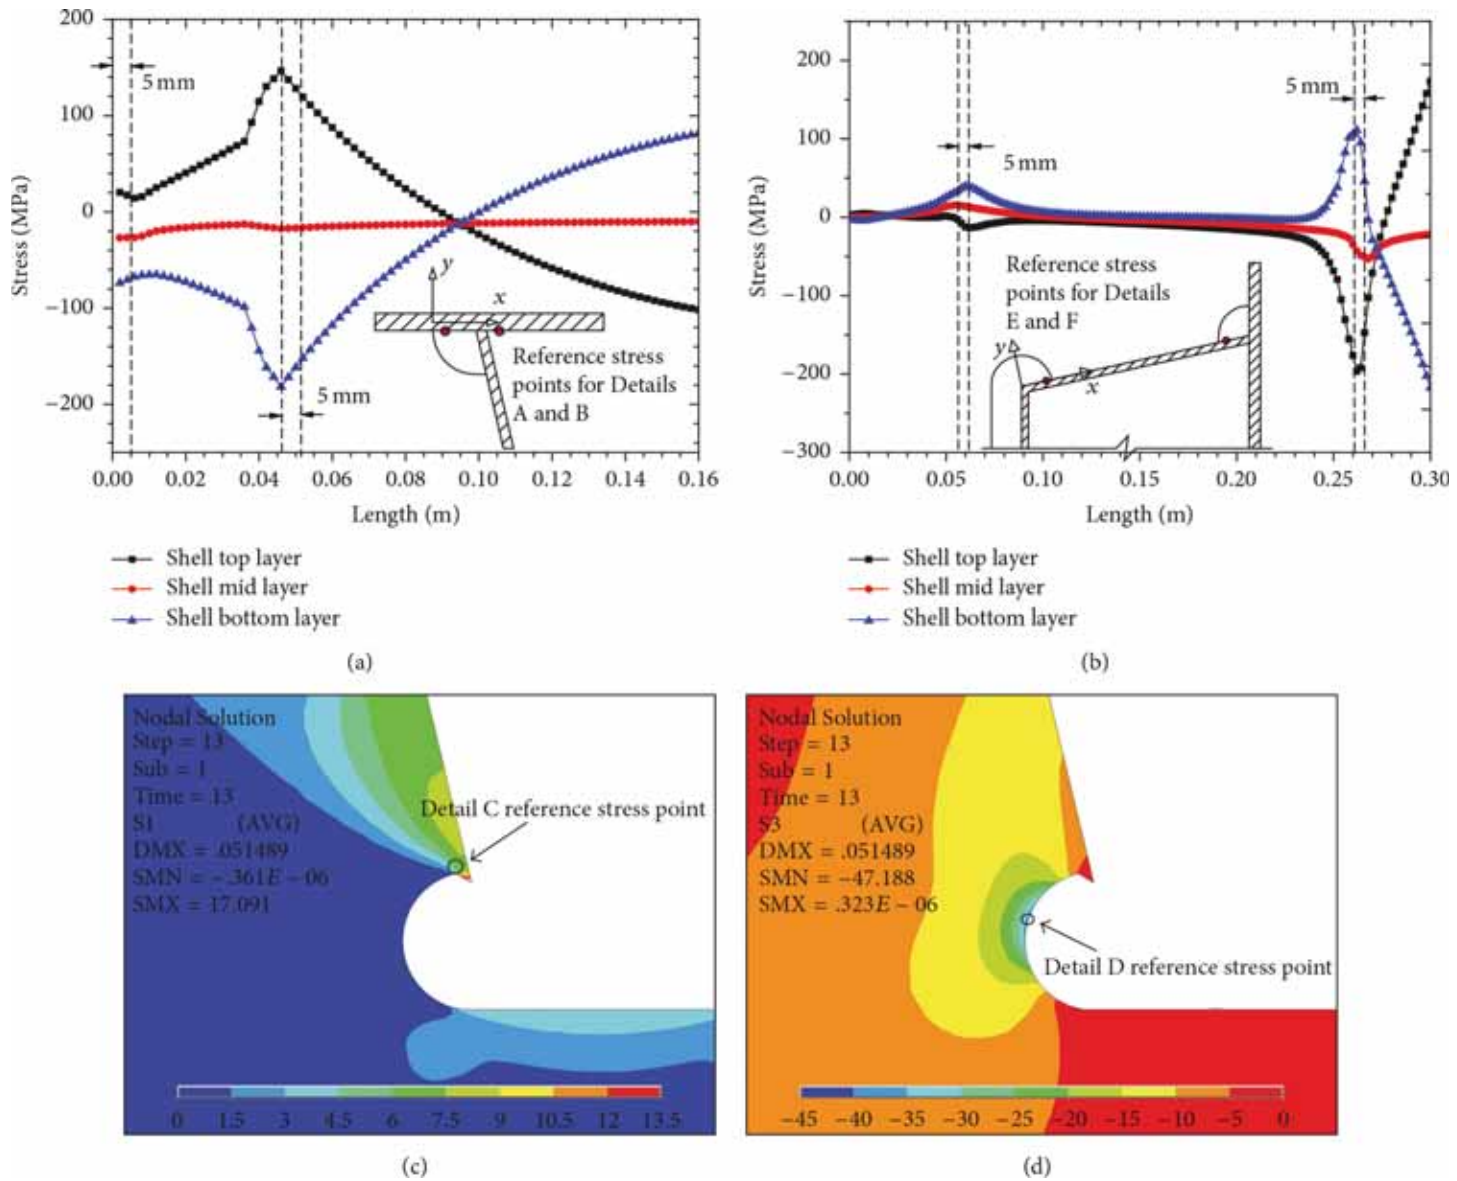 200
100
0
−100
−200
Stress (MPa)
5 mm
5 mm
y
x
Reference stress
points for Details
A and B
0.00 0.02 0.04 0.06 0.08 0.10 0.12 0.14 0.16
Length (m)
Shell top layer
Shell mid layer
Shell bottom layer
(a)
200
100
0
−100
−200
−300
Stress (MPa)
5 mm
5 mm
Reference stress
points for Details
E and F
y
x
0.00 0.05 0.10 0.15 0.20 0.25 0.30
Length (m)
Shell top layer
Shell mid layer
Shell bottom layer
(b)
Nodal Solution
Step = 13
Sub = 1
Time = 13
S1 (AVG)
DMX = .051489
SMN = −.361E − 06
SMX = 17.091
Detail C reference stress point
0 1.5 3 4.5 6 7.5 9 10.5 12 13.5
(c)
Nodal Solution
Step = 13
Sub = 1
Time = 13
S3 (AVG)
DMX = .051489
SMN = −47.188
SMX = .323E − 06
Detail D reference stress point
−45 −40 −35 −30 −25 −20 −15 −10 −5 0
(d)